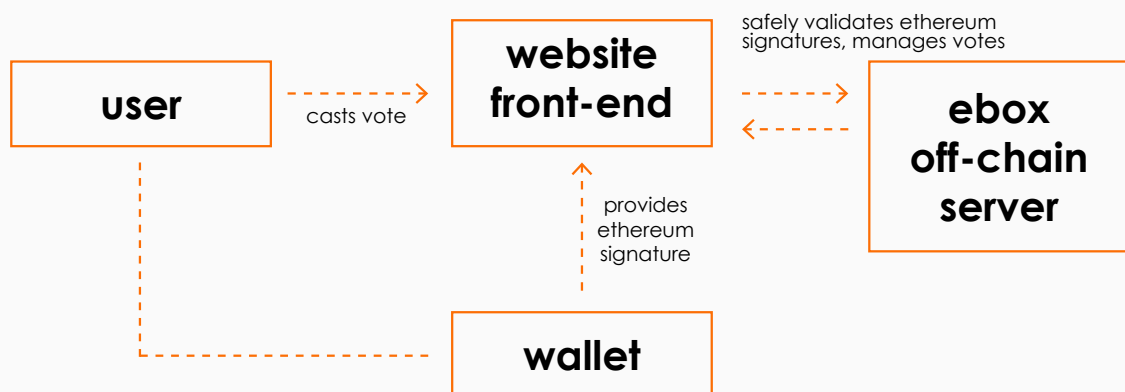 user
casts vote
website
front-end
safely validates ethereum
signatures, manages votes
ebox
off-chain
server
provides
ethereum
signature
wallet